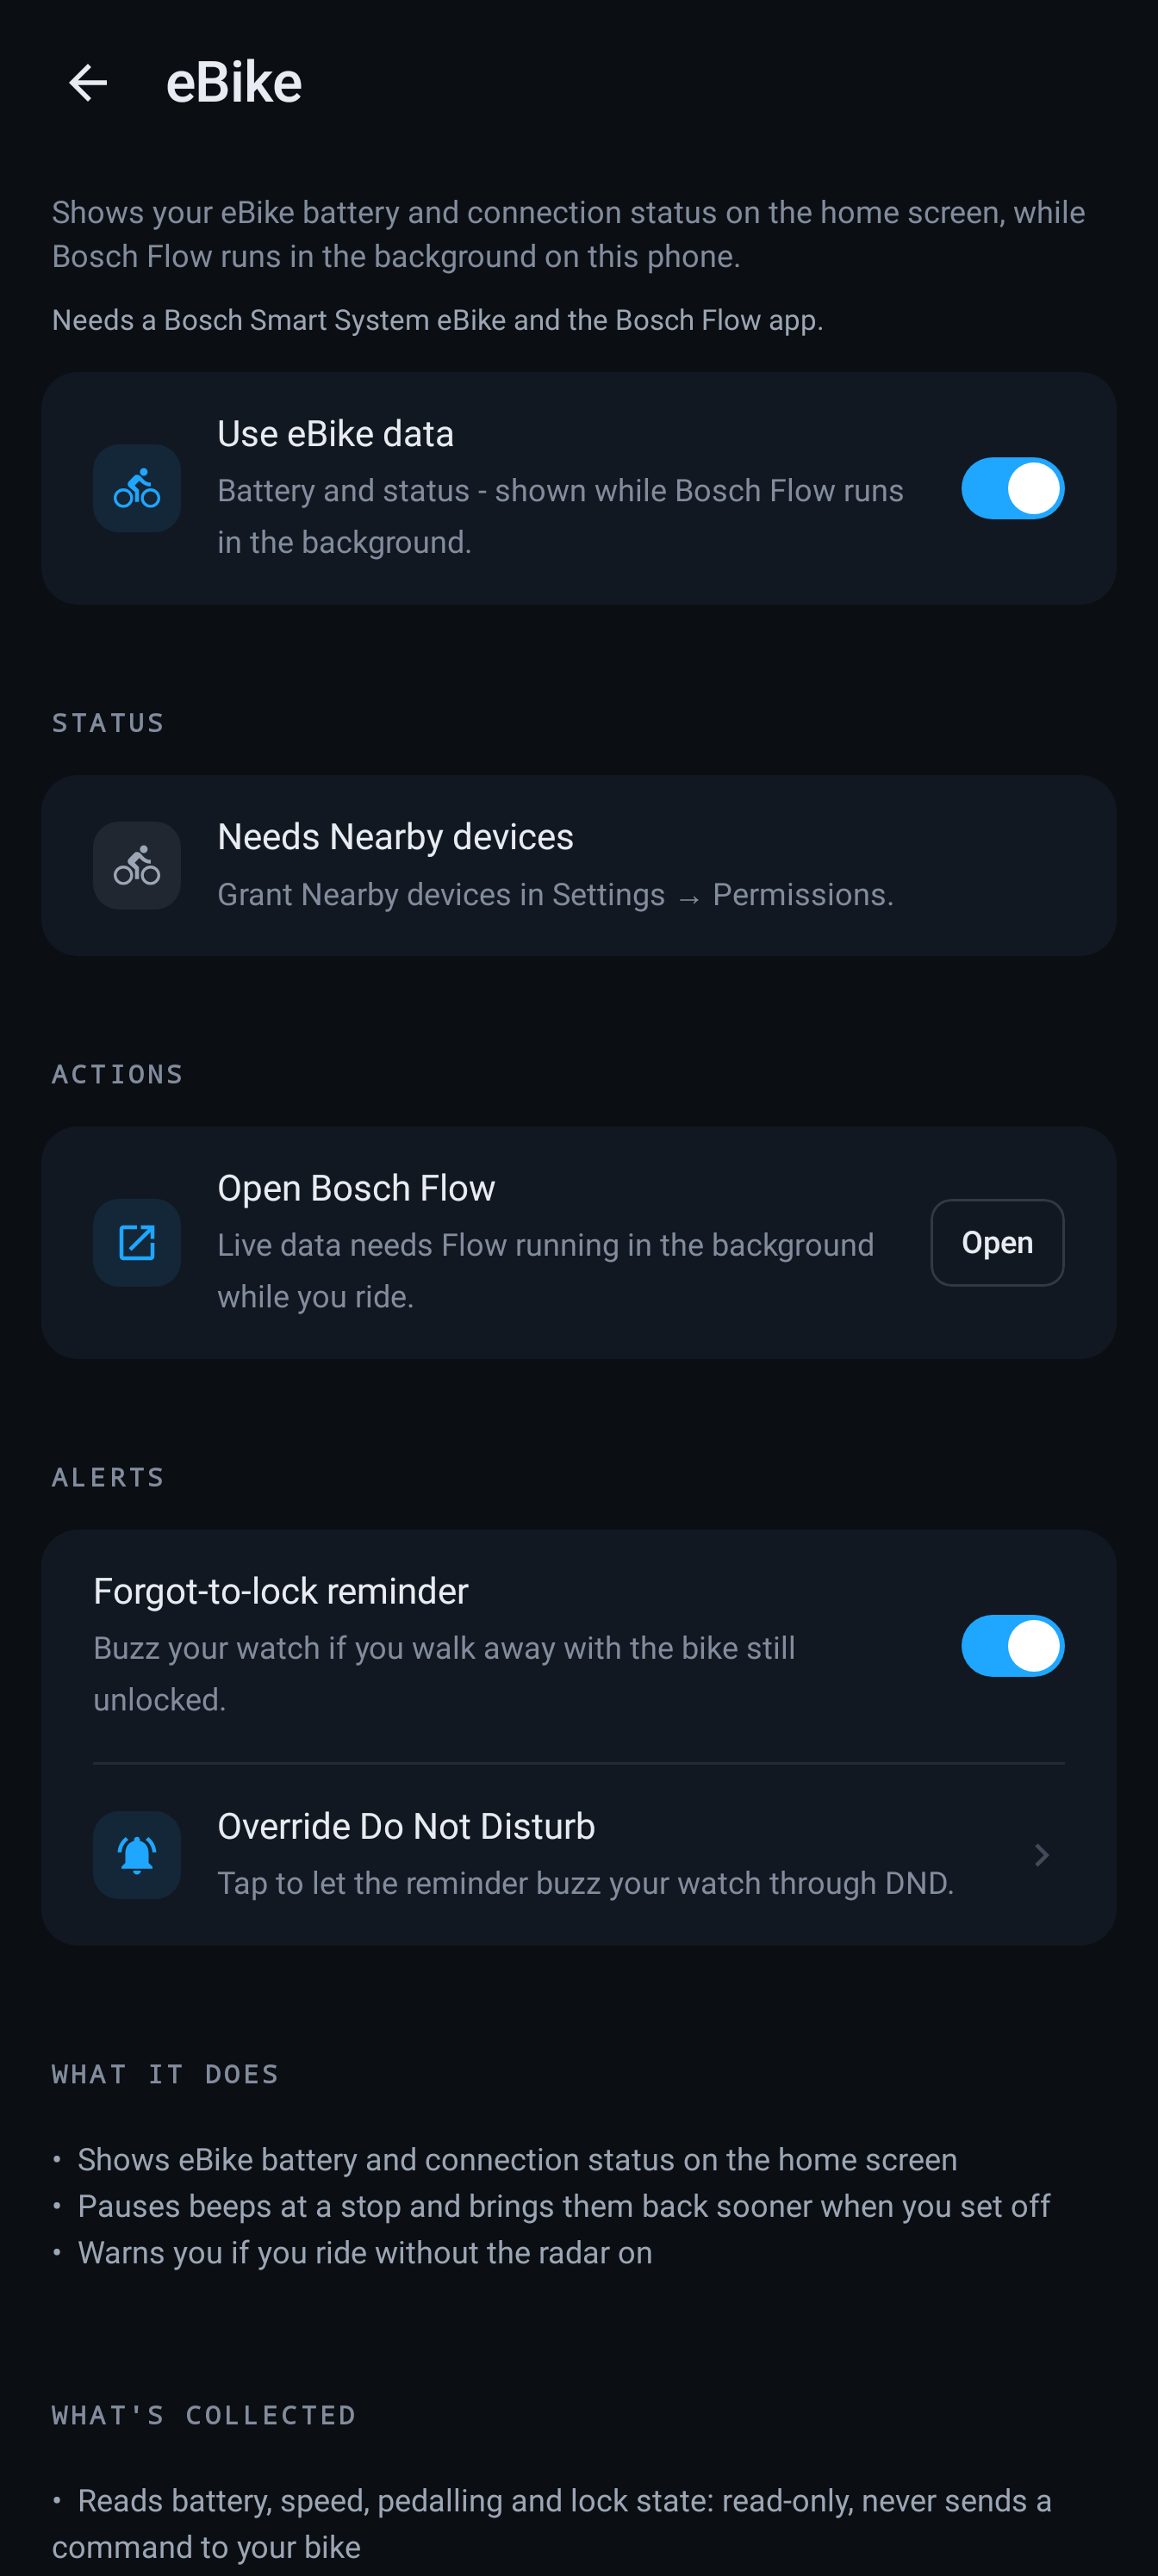 eBike
Shows your eBike battery and connection status on the home screen, while
Bosch Flow runs in the background on this phone.
Needs a Bosch Smart System eBike and the Bosch Flow app.
Use eBike data
Battery and status - shown while Bosch Flow runs
in the background.
STATUS
Needs Nearby devices
Grant Nearby devices in Settings → Permissions.
ACTIONS
Open Bosch Flow
Live data needs Flow running in the background
while you ride.
Open
ALERTS
Forgot-to-lock reminder
Buzz your watch if you walk away with the bike still
unlocked.
Override Do Not Disturb
Tap to let the reminder buzz your watch through DND.
WHAT IT DOES
• Shows eBike battery and connection status on the home screen
• Pauses beeps at a stop and brings them back sooner when you set off
• Warns you if you ride without the radar on
WHAT'S COLLECTED
• Reads battery, speed, pedalling and lock state: read-only, never sends a
command to your bike